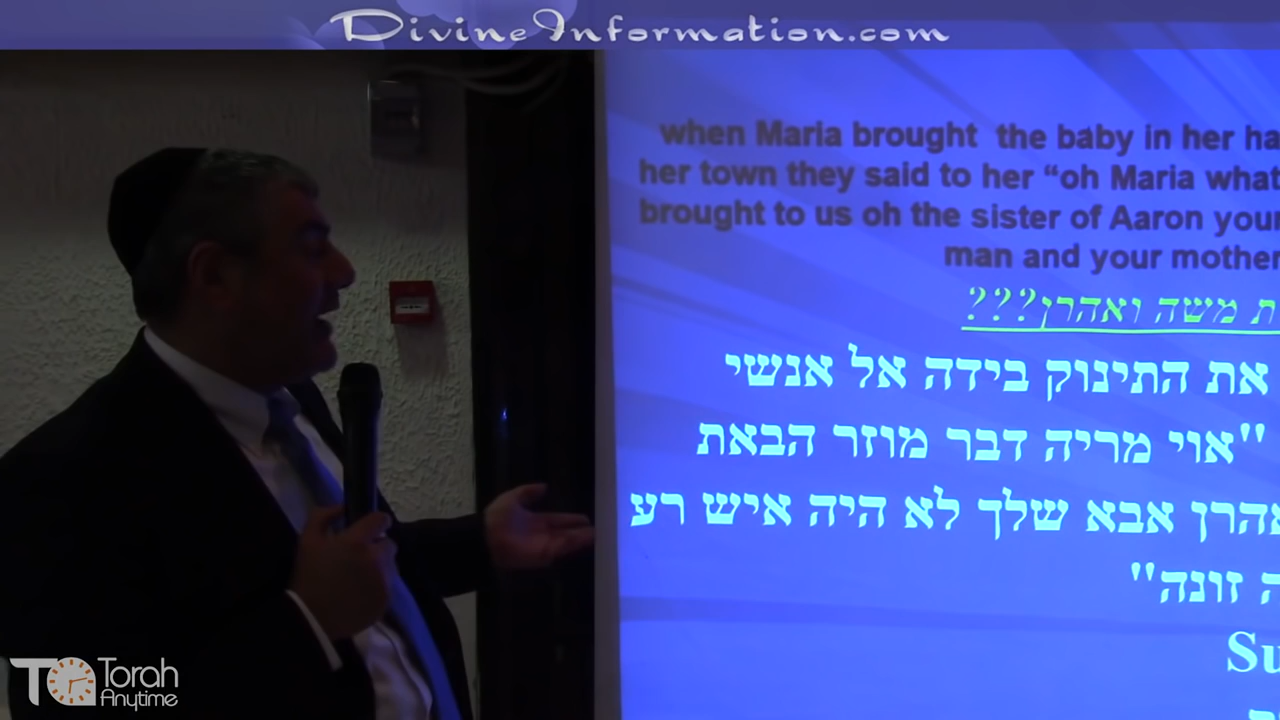 DivineInformation.com
when Maria brought the baby in her ha
her town they said to her “oh Maria what
brought to us oh the sister of Aaron your
man and your mother
ת משה ואהרן???
את התינוק בידה אל אנשי
"אוי מריה דבר מוזר הבאת
אהרן אבא שלך לא היה איש רע
ה זונה"
Su
TorahAnytime